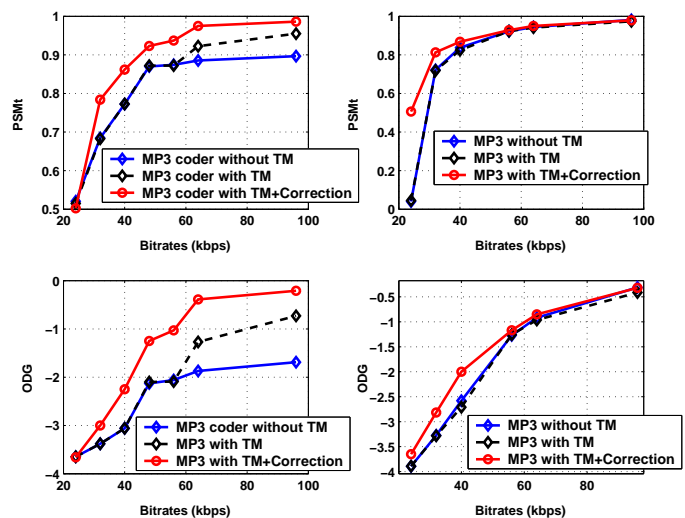 1
0.9
0.8
0.7
0.6
0.5
PSMt
20 40 60 80 100
Bitrates (kbps)
MP3 coder without TM
MP3 coder with TM
MP3 coder with TM+Correction
1
0.8
0.6
0.4
0.2
0
PSMt
20 40 60 80 100
Bitrates (kbps)
MP3 without TM
MP3 with TM
MP3 with TM+Correction
0
−1
−2
−3
−4
ODG
20 40 60 80 100
Bitrates (kbps)
MP3 coder without TM
MP3 with TM
MP3 with TM+Correction
−0.5
−1
−1.5
−2
−2.5
−3
−3.5
−4
ODG
40 60 80
Bitrates (kbps)
MP3 without TM
MP3 with TM
MP3 with TM+Correction